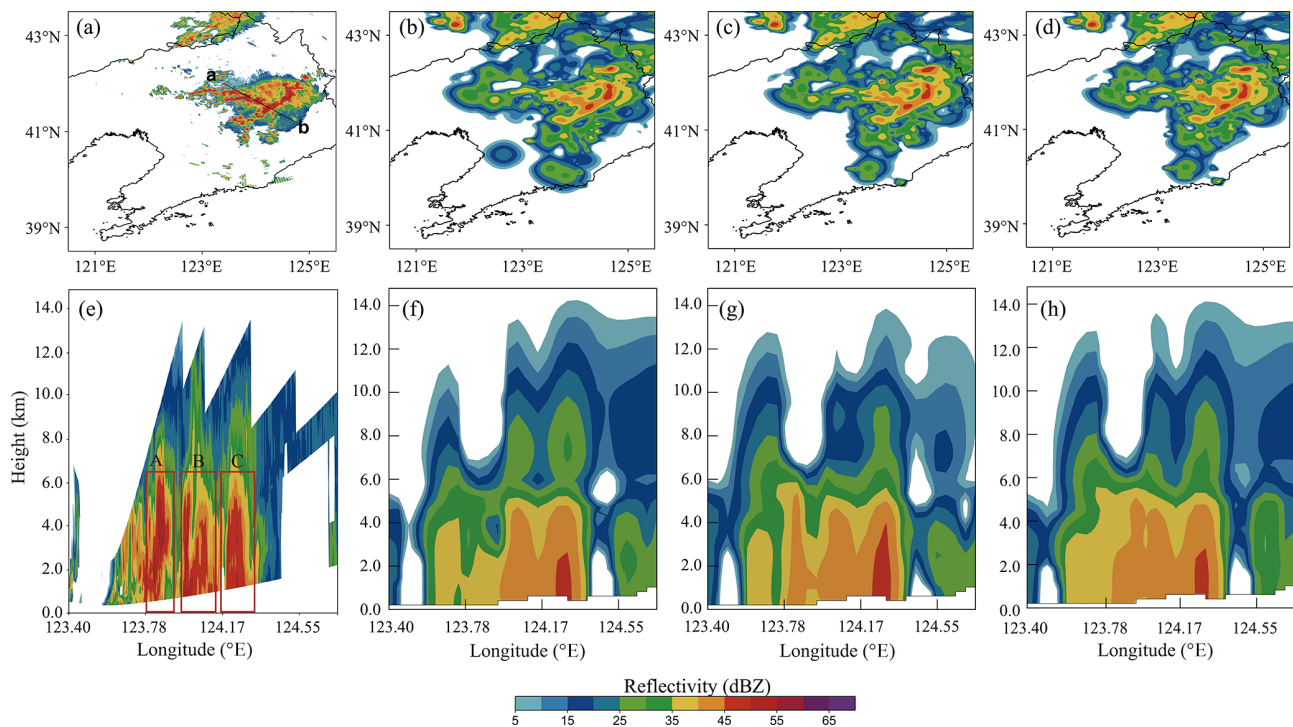 (a) (b) (c) (d)
43°N 43°N 43°N 43°N
a
41°N 41°N 41°N 41°N
b
39°N 39°N 39°N 39°N
121°E 123°E 125°E 121°E 123°E 125°E 121°E 123°E 125°E 121°E 123°E 125°E
(e) (f) (g) (h)
14.0 14.0 14.0 14.0
12.0 12.0 12.0 12.0
10.0 10.0 10.0 10.0
Height (km)
8.0 8.0 8.0 8.0
A B C
6.0 6.0 6.0 6.0
4.0 4.0 4.0 4.0
2.0 2.0 2.0 2.0
0.0 0.0 0.0 0.0
123.40 123.78 124.17 124.55 123.40 123.78 124.17 124.55 123.40 123.78 124.17 124.55 123.40 123.78 124.17 124.55
Longitude (°E) Longitude (°E) Longitude (°E) Longitude (°E)
Reflectivity (dBZ)
5 15 25 35 45 55 65